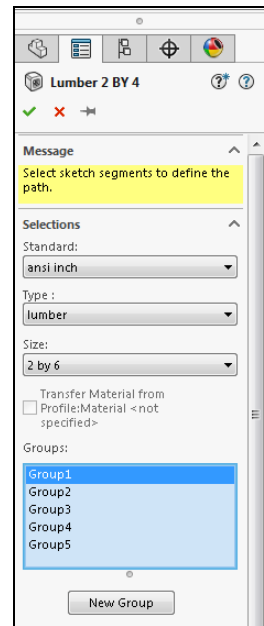 Lumber 2 BY 4
Message
Select sketch segments to define the
path.
Selections
Standard:
ansi inch
Type :
lumber
Size:
2 by 6
Transfer Material from
Profile:Material <not
specified>
Groups:
Group1
Group2
Group3
Group4
Group5
New Group